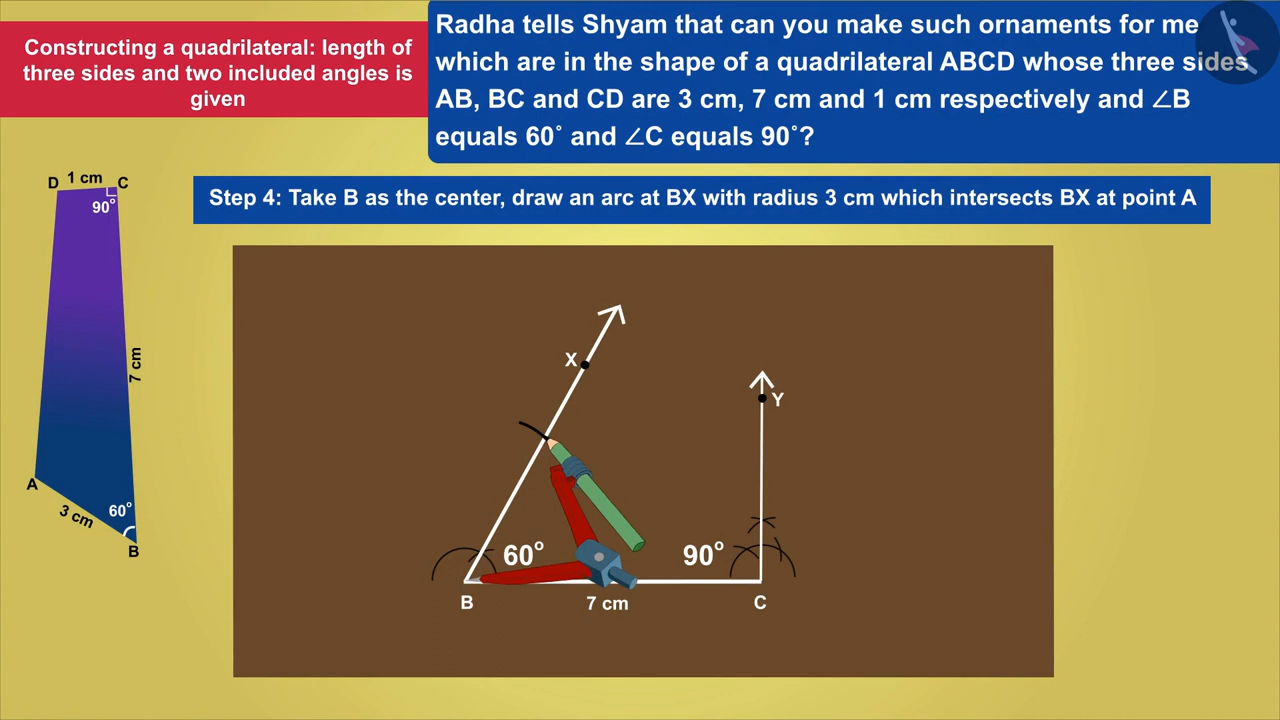 Constructing a quadrilateral: length of
three sides and two included angles is
given
Radha tells Shyam that can you make such ornaments for me
which are in the shape of a quadrilateral ABCD whose three sides
AB, BC and CD are 3 cm, 7 cm and 1 cm respectively and ∠B
equals 60˚ and ∠C equals 90˚?
Step 4: Take B as the center, draw an arc at BX with radius 3 cm which intersects BX at point A
D 1 cm C
90°
7 cm
A
3 cm
60°
B
X
Y
60°
90°
B
7 cm
C